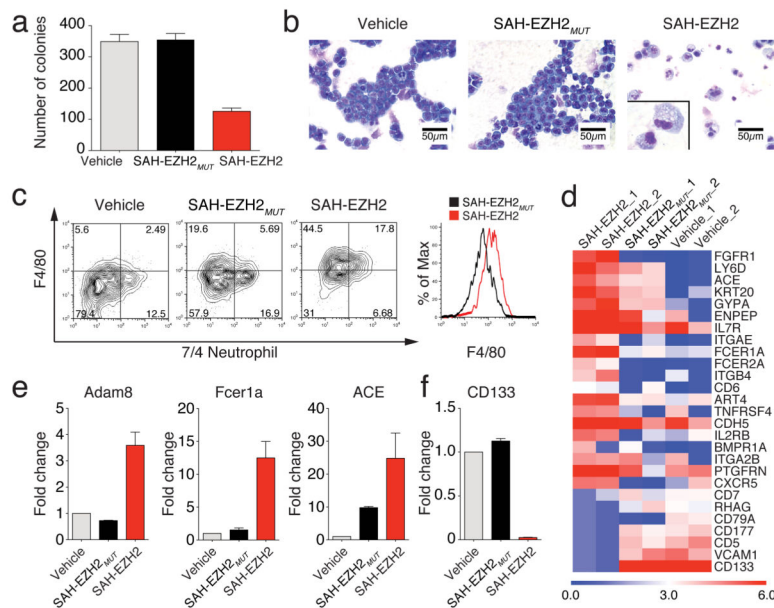 a
Number of colonies
400
300
200
100
0
Vehicle
SAH-EZH2MUT
SAH-EZH2
b
Vehicle
SAH-EZH2MUT
SAH-EZH2
50µm
50µm
50µm
c
Vehicle
SAH-EZH2MUT
SAH-EZH2
F4/80
5.6
2.49
79.4
12.5
19.6
5.69
57.9
16.9
44.5
17.8
31
6.68
7/4 Neutrophil
SAH-EZH2MUT
SAH-EZH2
% of Max
100
80
60
40
20
0
F4/80
d
SAH-EZH2_1
SAH-EZH2_2
SAH-EZH2MUT_1
SAH-EZH2MUT_2
Vehicle_1
Vehicle_2
FGFR1
LY6D
ACE
KRT20
GYPA
ENPEP
IL7R
ITGAE
FCER1A
FCER2A
ITGB4
CD6
ART4
TNFRSF4
CDH5
IL2RB
BMPR1A
ITGA2B
PTGFRN
CXCR5
CD7
RHAG
CD79A
CD177
CD5
VCAM1
CD133
0.0
3.0
6.0
e
Adam8
Fold change
5
4
3
2
1
0
Vehicle
SAH-EZH2MUT
SAH-EZH2
Fcer1a
Fold change
20
15
10
5
0
Vehicle
SAH-EZH2MUT
SAH-EZH2
ACE
Fold change
60
40
20
0
Vehicle
SAH-EZH2MUT
SAH-EZH2
f
CD133
Fold change
1.5
1.0
0.5
0
Vehicle
SAH-EZH2MUT
SAH-EZH2